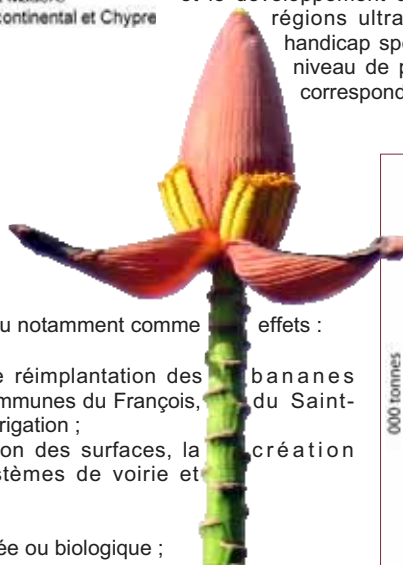 continental et Chypre
et le développement
régions ultra
handicap spé
niveau de p
correspond
u notamment comme effets :
e réimplantation des bananes
mmunes du François, du Saint-
rigation ;
on des surfaces, la création
stèmes de voirie et
ée ou biologique ;
000 tonnes